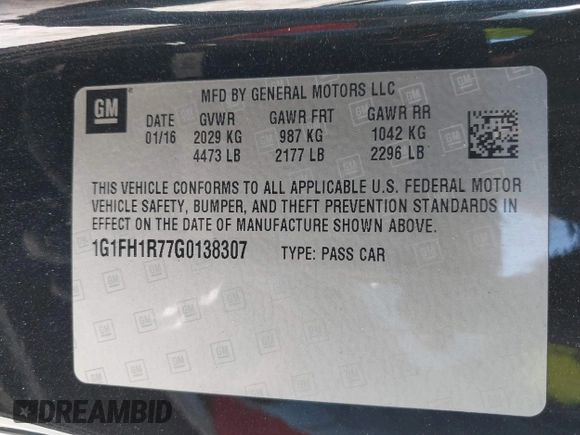 GM
MFD BY GENERAL MOTORS LLC
DATE GVWR GAWR FRT GAWR RR
01/16 2029 KG 987 KG 1042 KG
4473 LB 2177 LB 2296 LB
THIS VEHICLE CONFORMS TO ALL APPLICABLE U.S. FEDERAL MOTOR
VEHICLE SAFETY, BUMPER, AND THEFT PREVENTION STANDARDS IN
EFFECT ON THE DATE OF MANUFACTURE SHOWN ABOVE.
1G1FH1R77G0138307 TYPE: PASS CAR
DREAMBID